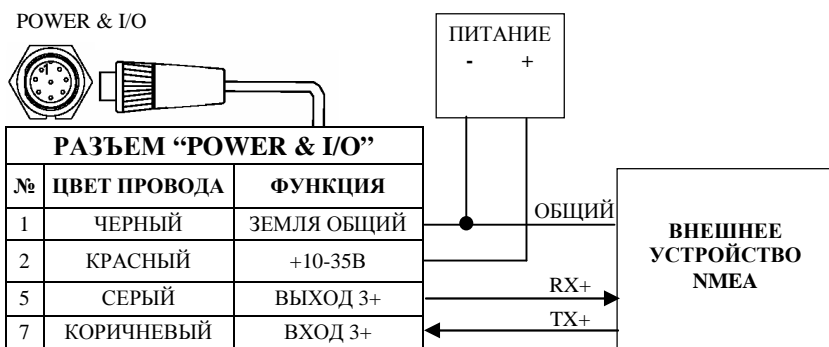 POWER & I/O
ПИТАНИЕ
- +
РАЗЪЕМ “POWER & I/O”
№ ЦВЕТ ПРОВОДА ФУНКЦИЯ
1 ЧЕРНЫЙ ЗЕМЛЯ ОБЩИЙ
2 КРАСНЫЙ +10-35В
5 СЕРЫЙ ВЫХОД 3+
7 КОРИЧНЕВЫЙ ВХОД 3+
ОБЩИЙ
RX+
TX+
ВНЕШНЕЕ
УСТРОЙСТВО
NMEA
1